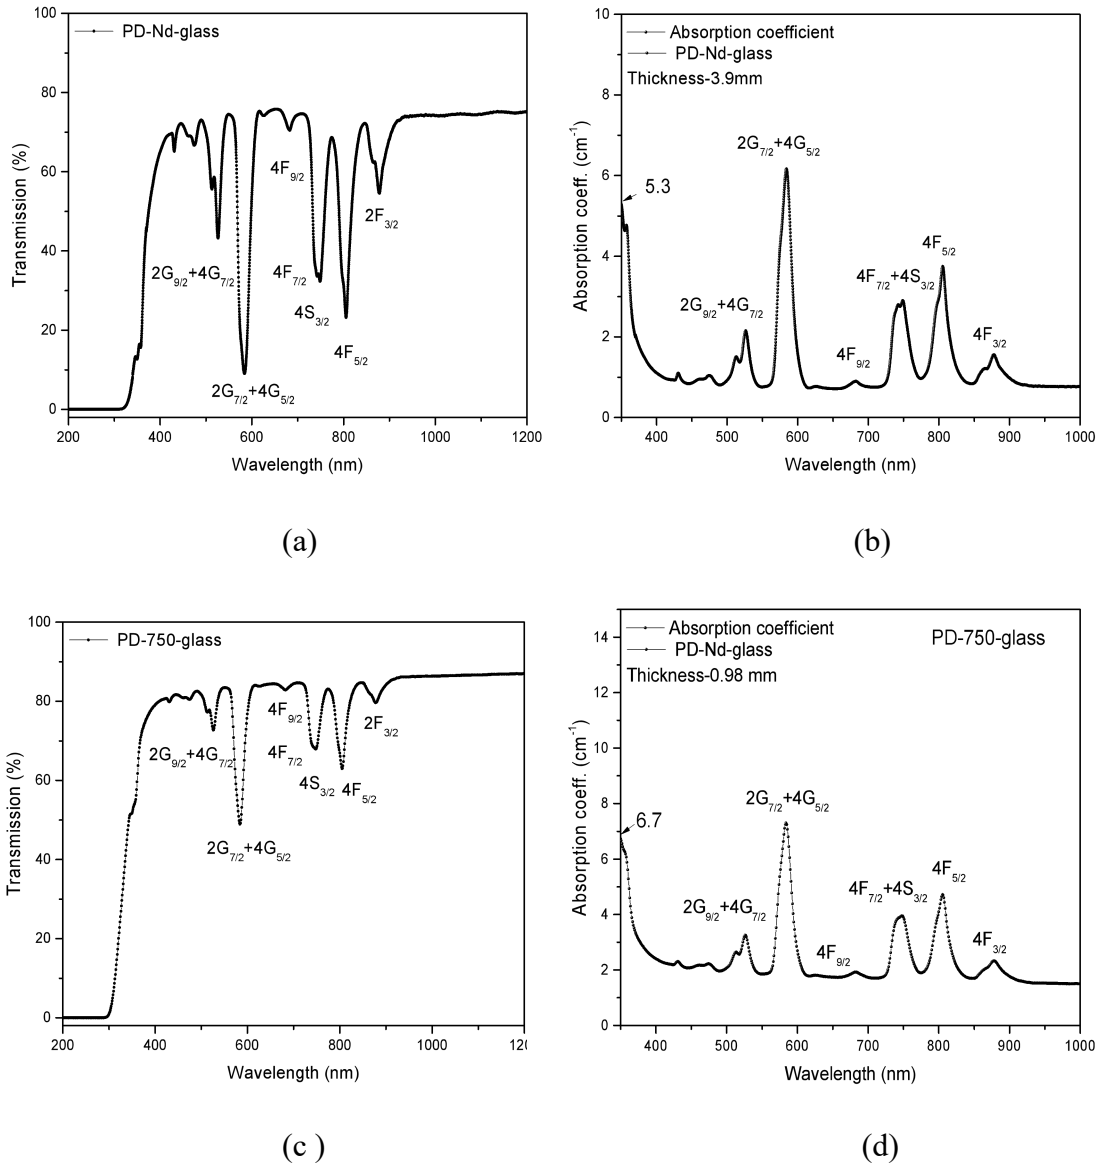 PD-Nd-glass
100
80
60
40
20
0
Transmission (%)
4F9/2
2F3/2
2G9/2+4G7/2
4F7/2
4S3/2
4F5/2
2G7/2+4G5/2
200 400 600 800 1000 1200
Wavelength (nm)
(a)
10
8
6
4
2
0
Absorption coeff. (cm-1)
Absorption coefficient
PD-Nd-glass
Thickness-3.9mm
2G7/2+4G5/2
5.3
4F5/2
4F7/2+4S3/2
2G9/2+4G7/2
4F9/2
4F3/2
400 500 600 700 800 900 1000
Wavelength (nm)
(b)
100
80
60
40
20
0
Transmission (%)
PD-750-glass
4F9/2
2F3/2
2G9/2+4G7/2
4F7/2
4S3/2
4F5/2
2G7/2+4G5/2
200 400 600 800 1000 12
Wavelength (nm)
(c )
14
12
10
8
6
4
2
0
Absorption coeff. (cm-1)
Absorption coefficient
PD-Nd-glass
Thickness-0.98 mm
PD-750-glass
2G7/2+4G5/2
6.7
4F5/2
4F7/2+4S3/2
2G9/2+4G7/2
4F9/2
4F3/2
400 500 600 700 800 900 1000
Wavelength (nm)
(d)